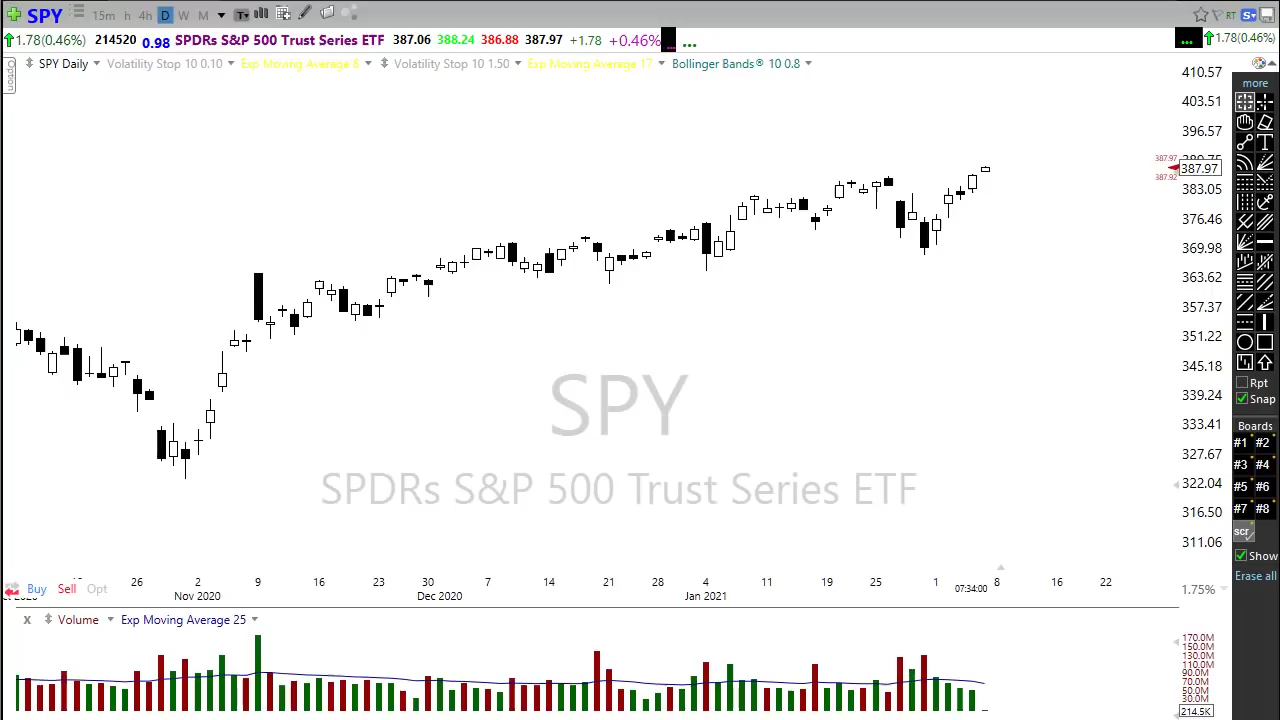 SPY 15m h 4h D W M T RT S
1.78(0.46%) 214520 0.98 SPDRs S&P 500 Trust Series ETF 387.06 388.24 386.88 387.97 +1.78 +0.46% ... ... 1.78(0.46%)
Option SPY Daily Volatility Stop 10 0.10 Exp Moving Average 8 Volatility Stop 10 1.50 Exp Moving Average 17 Bollinger Bands® 10 0.8
410.57
more
403.51
396.57
387.97
387.97
387.92
383.05
376.46
369.98
363.62
357.37
351.22
345.18
339.24
333.41
327.67
322.04
316.50
311.06
Rpt
Snap
Boards
#1 #2
#3 #4
#5 #6
#7 #8
scr
Show
Erase all
SPY
SPDRs S&P 500 Trust Series ETF
26 2 9 16 23 30 7 14 21 28 4 11 19 25 1 8 16 22
Buy Sell Opt 07:34:00 1.75%
Nov 2020 Dec 2020 Jan 2021
x Volume Exp Moving Average 25
170.0M
150.0M
130.0M
110.0M
90.0M
70.0M
50.0M
30.0M
214.5K